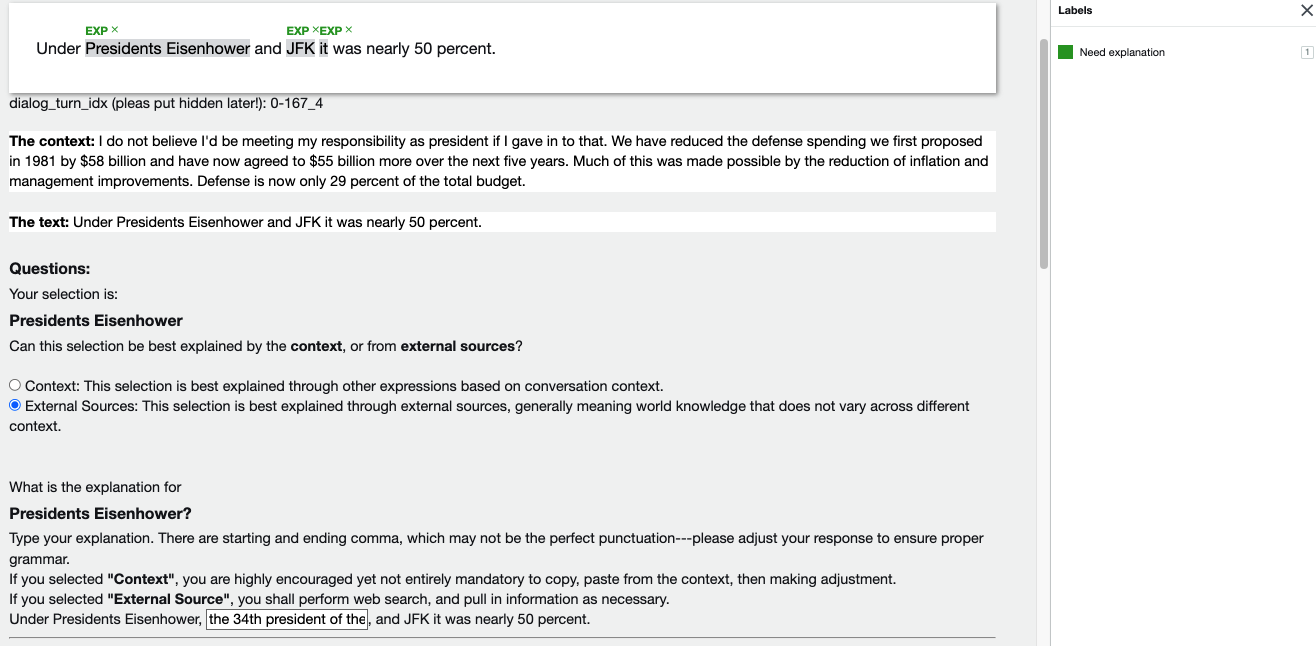 EXP × EXP ×EXP ×
Under Presidents Eisenhower and JFK it was nearly 50 percent.
dialog_turn_idx (pleas put hidden later!): 0-167_4
The context: I do not believe I'd be meeting my responsibility as president if I gave in to that. We have reduced the defense spending we first proposed
in 1981 by $58 billion and have now agreed to $55 billion more over the next five years. Much of this was made possible by the reduction of inflation and
management improvements. Defense is now only 29 percent of the total budget.
The text: Under Presidents Eisenhower and JFK it was nearly 50 percent.
Questions:
Your selection is:
Presidents Eisenhower
Can this selection be best explained by the context, or from external sources?
Context: This selection is best explained through other expressions based on conversation context.
External Sources: This selection is best explained through external sources, generally meaning world knowledge that does not vary across different
context.
What is the explanation for
Presidents Eisenhower?
Type your explanation. There are starting and ending comma, which may not be the perfect punctuation---please adjust your response to ensure proper
grammar.
If you selected "Context", you are highly encouraged yet not entirely mandatory to copy, paste from the context, then making adjustment.
If you selected "External Source", you shall perform web search, and pull in information as necessary.
Under Presidents Eisenhower, the 34th president of the, and JFK it was nearly 50 percent.
Labels
Need explanation
1